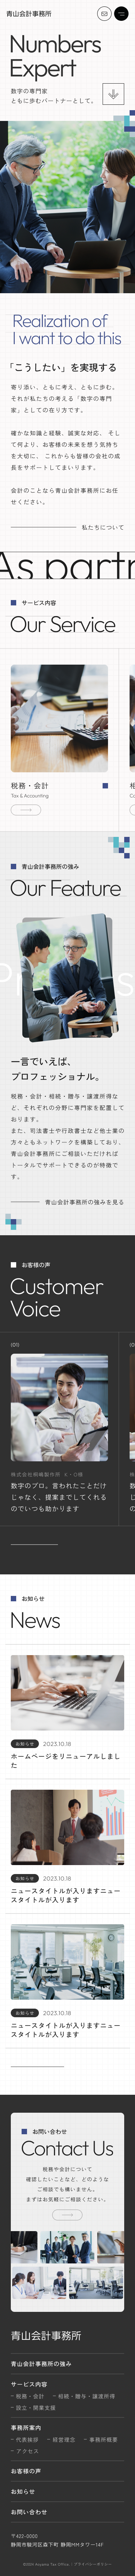 青山会計事務所
Numbers
Expert
数字の専門家
ともに歩むパートナーとして。
Realization of
I want to do this
「こうしたい」を実現する
寄り添い、ともに考え、ともに歩む。
それが私たちの考える「数字の専門
家」としての在り方です。
確かな知識と経験、誠実な対応、そし
て何より、お客様の未来を想う気持ち
を大切に、これからも皆様の会社の成
長をサポートしてまいります。
会計のことなら青山会計事務所にお任
せください。
私たちについて
As partn
サービス内容
Our Service
税務・会計
Tax & Accounting
青山会計事務所の強み
Our Feature
一言でいえば、
プロフェッショナル。
税務・会計・相続・贈与・譲渡所得な
ど、それぞれの分野に専門家を配置して
おります。
また、司法書士や行政書士など他士業の
方々ともネットワークを構築しており、
青山会計事務所にご相談いただければ
トータルでサポートできるのが特徴で
す。
青山会計事務所の強みを見る
お客様の声
Customer
Voice
(01)
数字のプロ。言われたことだけ
じゃなく、提案までしてくれる
のでいつも助かります
お知らせ
News
お知らせ 2023.10.18
ホームページをリニューアルしまし
た
お知らせ 2023.10.18
ニュースタイトルが入りますニュー
スタイトルが入ります
お知らせ 2023.10.18
ニュースタイトルが入りますニュー
スタイトルが入ります
お問い合わせ
Contact Us
税務や会計について
確認したいことなど、どのような
ご相談でも構いません。
まずはお気軽にご相談ください。
青山会計事務所
青山会計事務所の強み
サービス内容
– 税務・会計 – 相続・贈与・譲渡所得
– 設立・開業支援
事務所案内
– 代表挨拶 – 経営理念 – 事務所概要
– アクセス
お客様の声
お知らせ
お問い合わせ
〒422-8000
静岡市駿河区森下町 静岡MMタワー14F
©2024 Aoyama Tax Office. | プライバシーポリシー